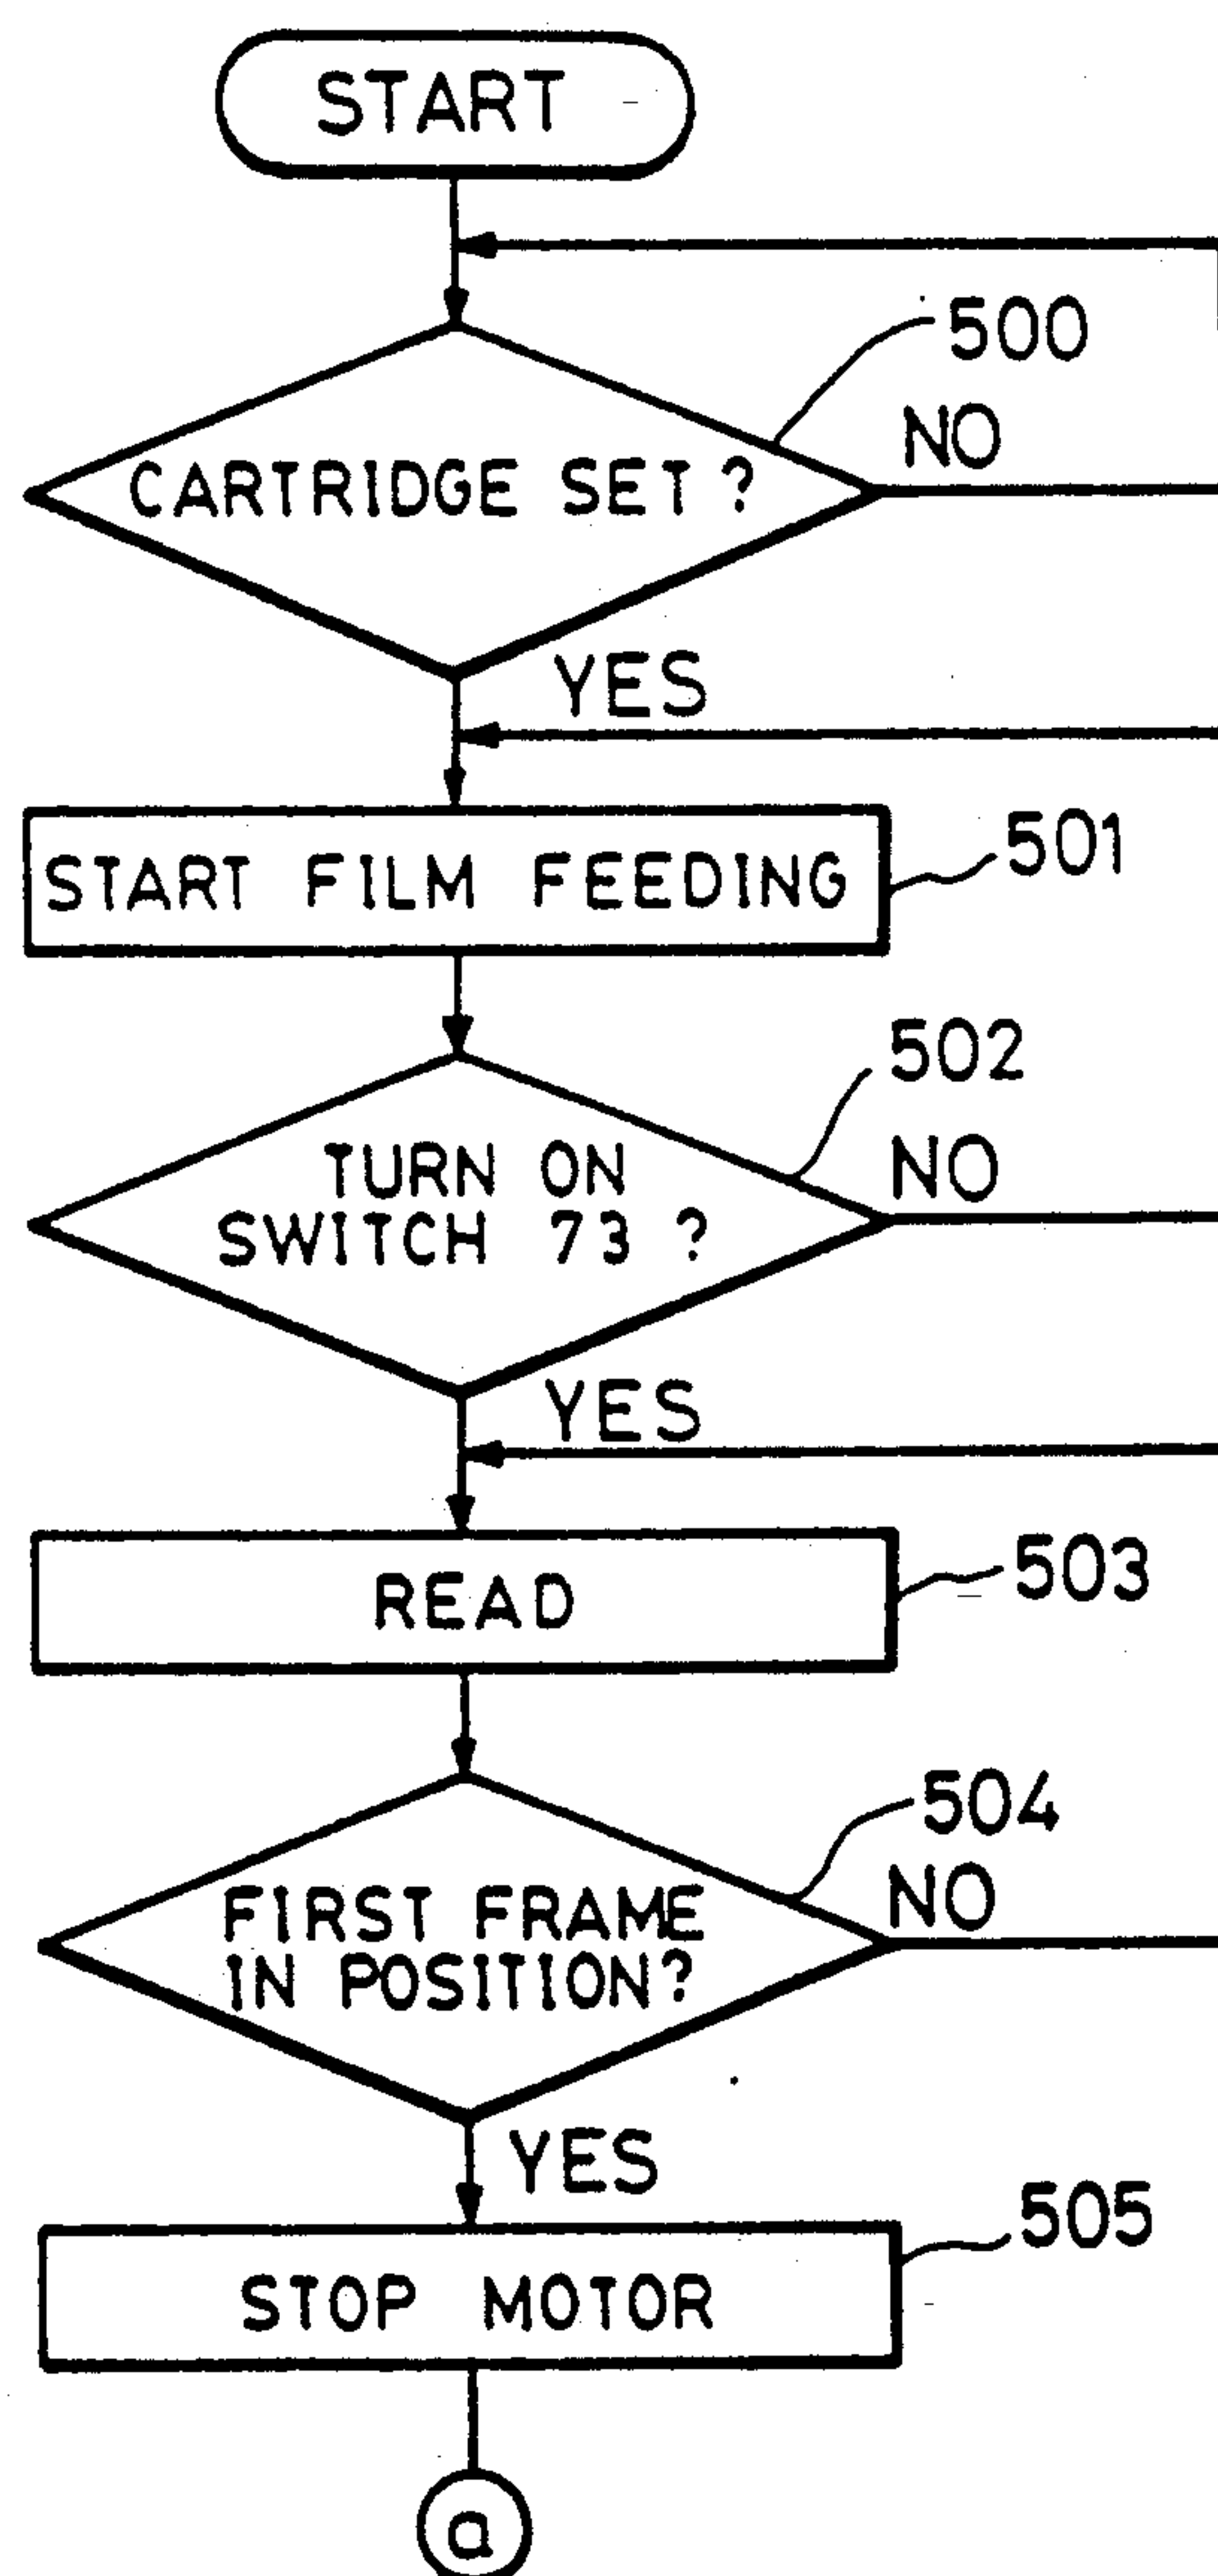 START
500
NO
CARTRIDGE SET ?
YES
START FILM FEEDING
501
502
NO
TURN ON
SWITCH 73 ?
YES
READ
503
504
NO
FIRST FRAME
IN POSITION?
YES
505
STOP MOTOR
a